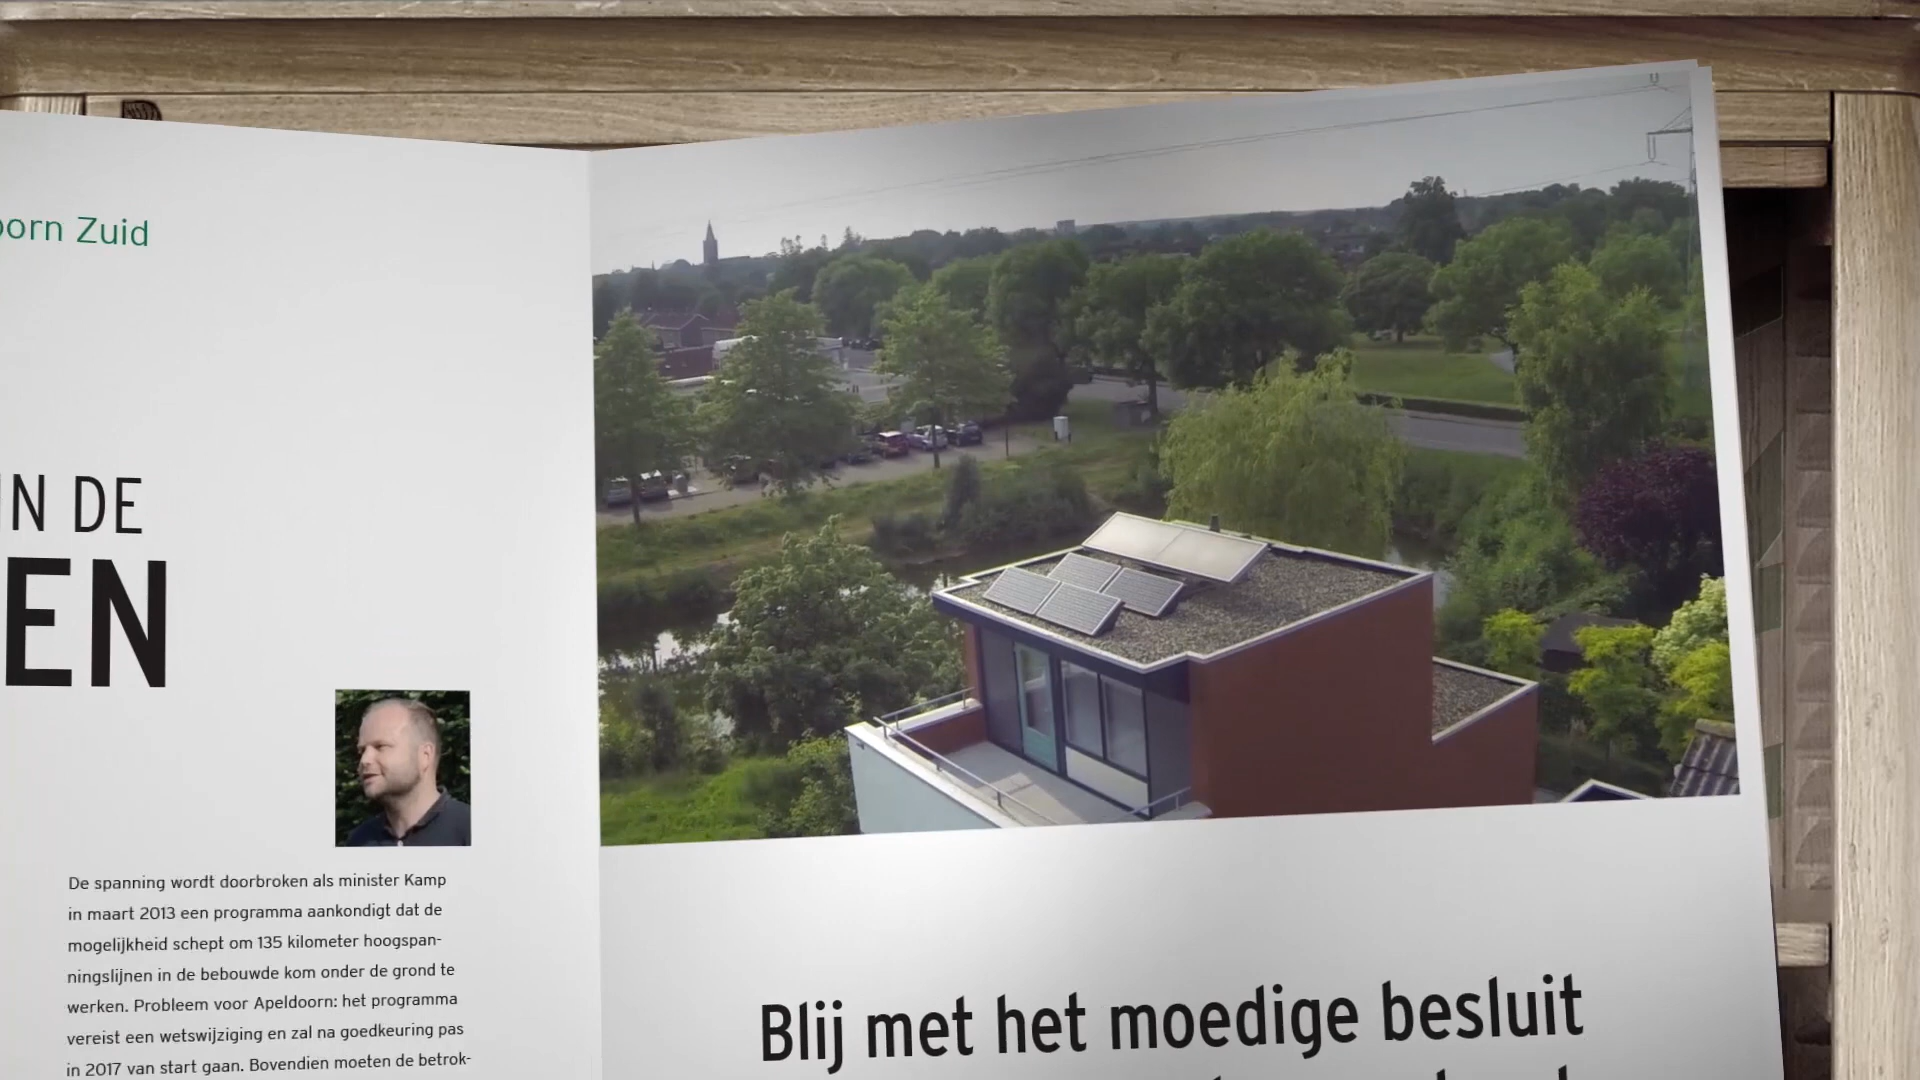 Zuid
IN DE
EN
De spanning wordt doorbroken als minister Kamp
in maart 2013 een programma aankondigt dat de
mogelijkheid schept om 135 kilometer hoogspan-
ningslijnen in de bebouwde kom onder de grond te
werken. Probleem voor Apeldoorn: het programma
vereist een wetswijziging en zal na goedkeuring pas
in 2017 van start gaan. Bovendien moeten de betrok-
Blij met het moedige besluit